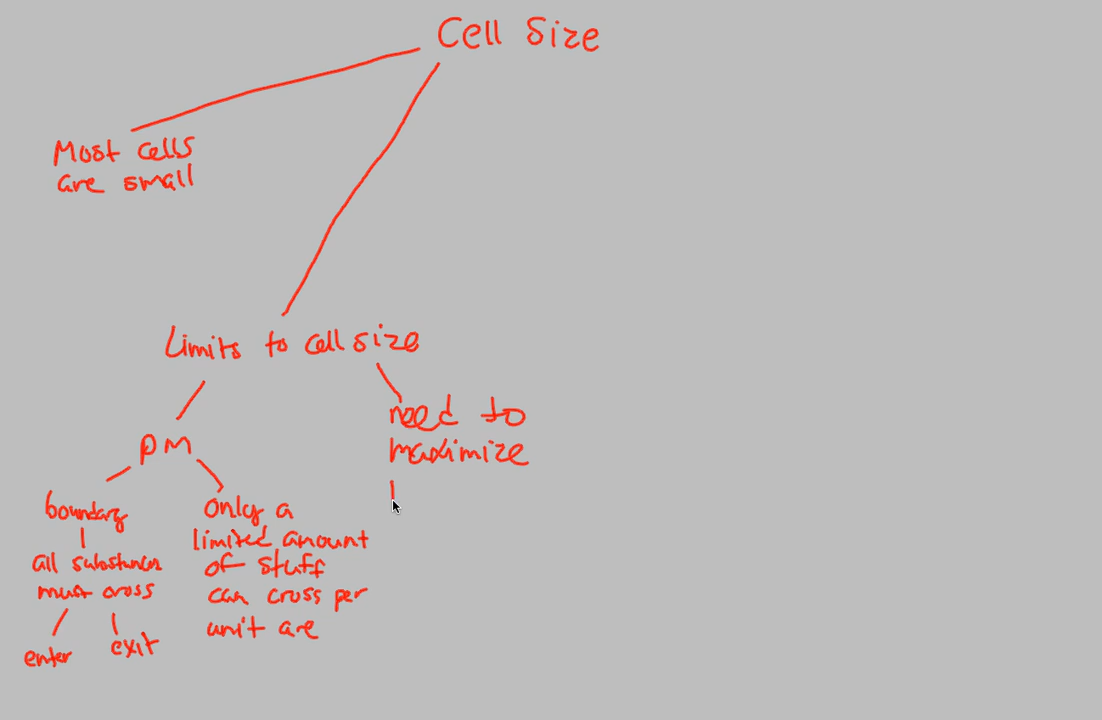 Cell Size
Most cells
are small
Limits to cell size
PM
boundary
all substances
must cross
enter
exit
only a
limited amount
of stuff
can cross per
unit are
need to
maximize